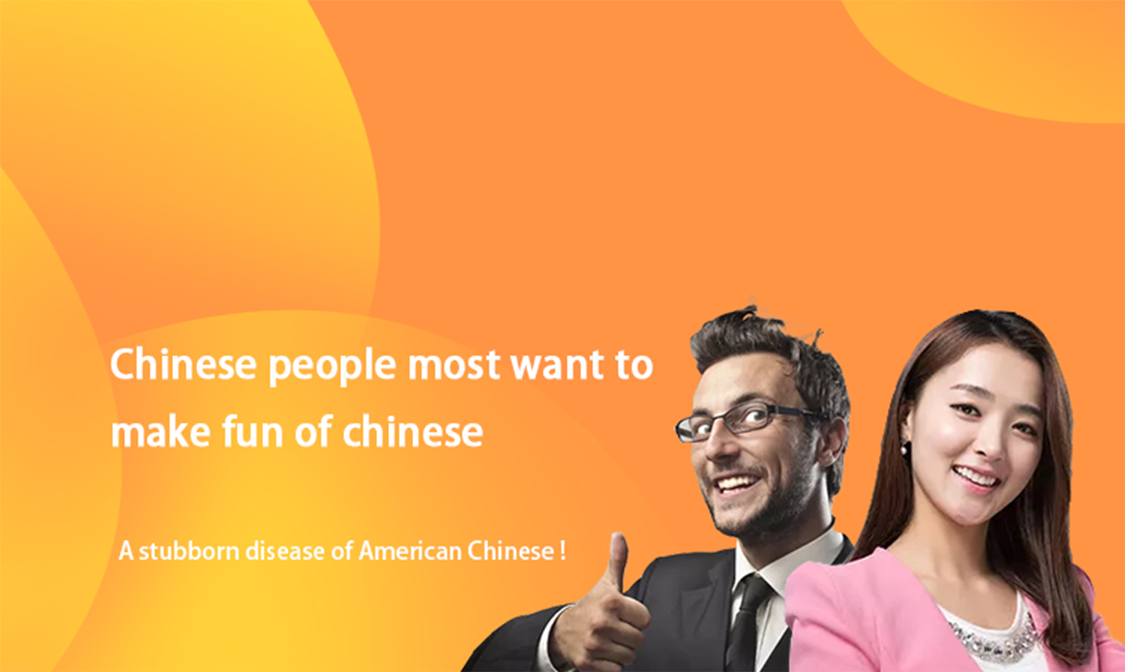 Chinese people most want to
make fun of chinese
A stubborn disease of American Chinese !